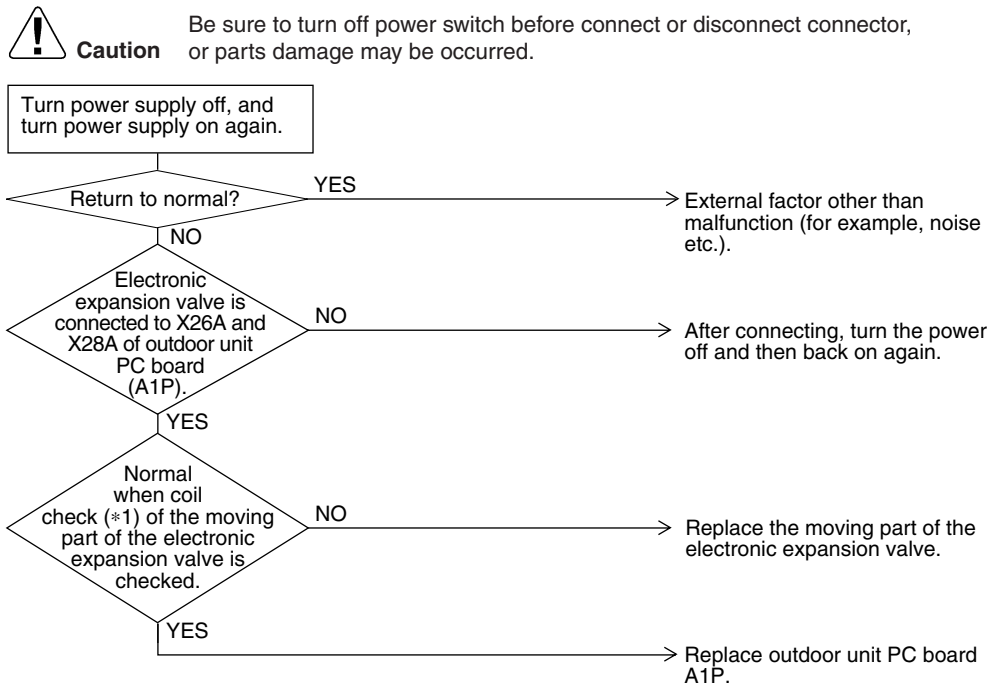 Be sure to turn off power switch before connect or disconnect connector,
Caution or parts damage may be occurred.
Turn power supply off, and
turn power supply on again.
Return to normal?
YES
External factor other than
malfunction (for example, noise
etc.).
NO
Electronic
expansion valve is
connected to X26A and
X28A of outdoor unit
PC board
(A1P).
NO
After connecting, turn the power
off and then back on again.
YES
Normal
when coil
check (*1) of the moving
part of the electronic
expansion valve is
checked.
NO
Replace the moving part of the
electronic expansion valve.
YES
Replace outdoor unit PC board
A1P.